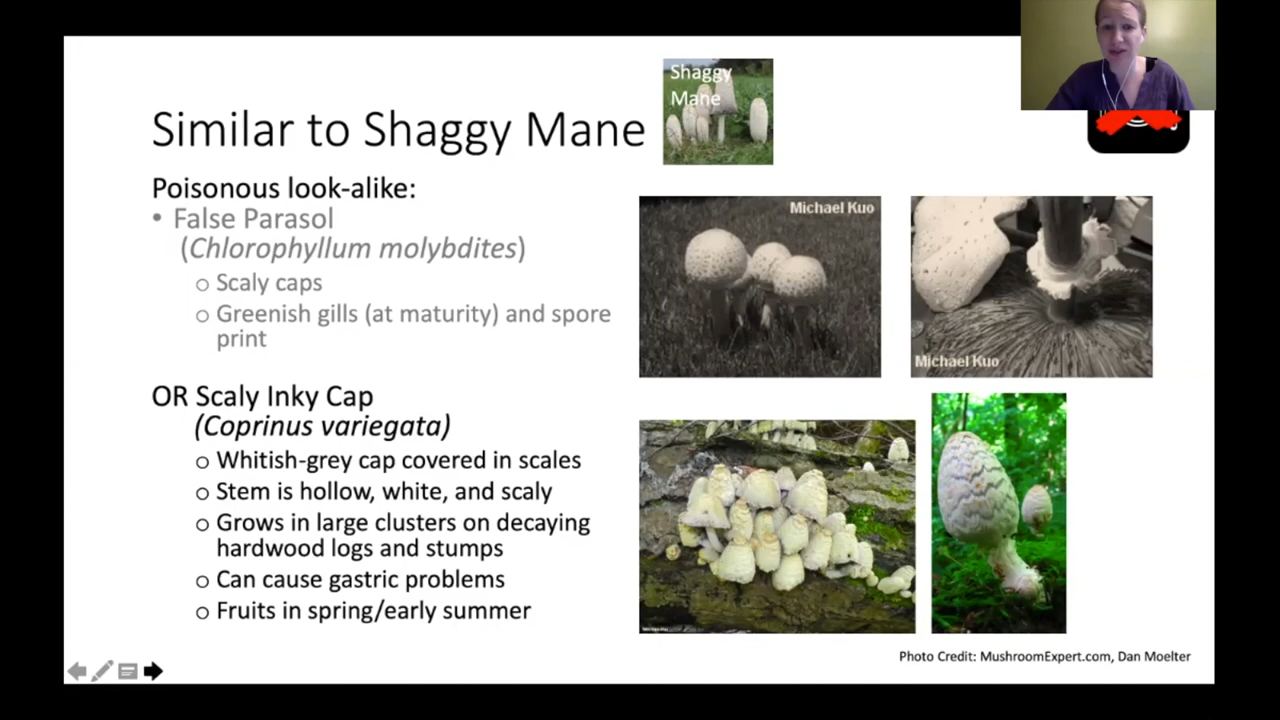 Shaggy
Mane
Similar to Shaggy Mane
Poisonous look-alike:
• False Parasol
(Chlorophyllum molybdites)
o Scaly caps
o Greenish gills (at maturity) and spore
print
OR Scaly Inky Cap
(Coprinus variegata)
o Whitish-grey cap covered in scales
o Stem is hollow, white, and scaly
o Grows in large clusters on decaying
hardwood logs and stumps
o Can cause gastric problems
o Fruits in spring/early summer
Michael Kuo
Michael Kuo
Photo Credit: MushroomExpert.com, Dan Moelter